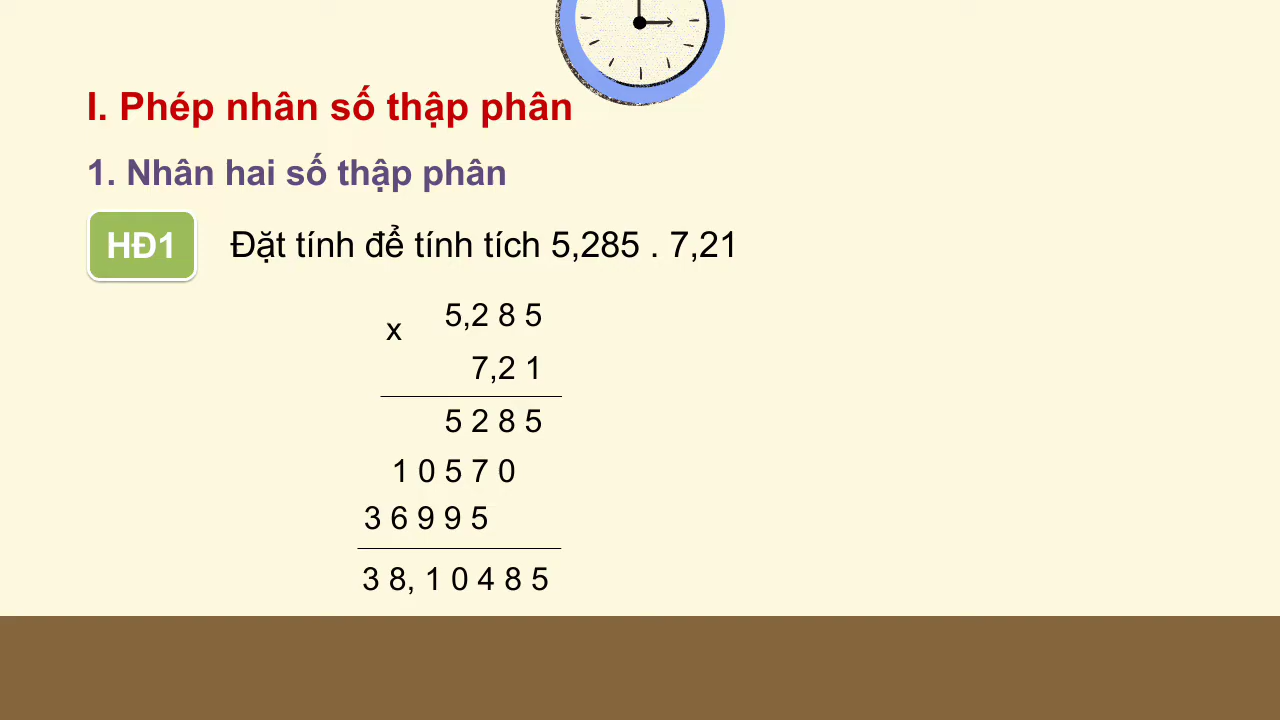 I. Phép nhân số thập phân
1. Nhân hai số thập phân
HĐ1 Đặt tính để tính tích 5,285 . 7,21
x 5,2 8 5
7,2 1
5 2 8 5
1 0 5 7 0
3 6 9 9 5
3 8, 1 0 4 8 5